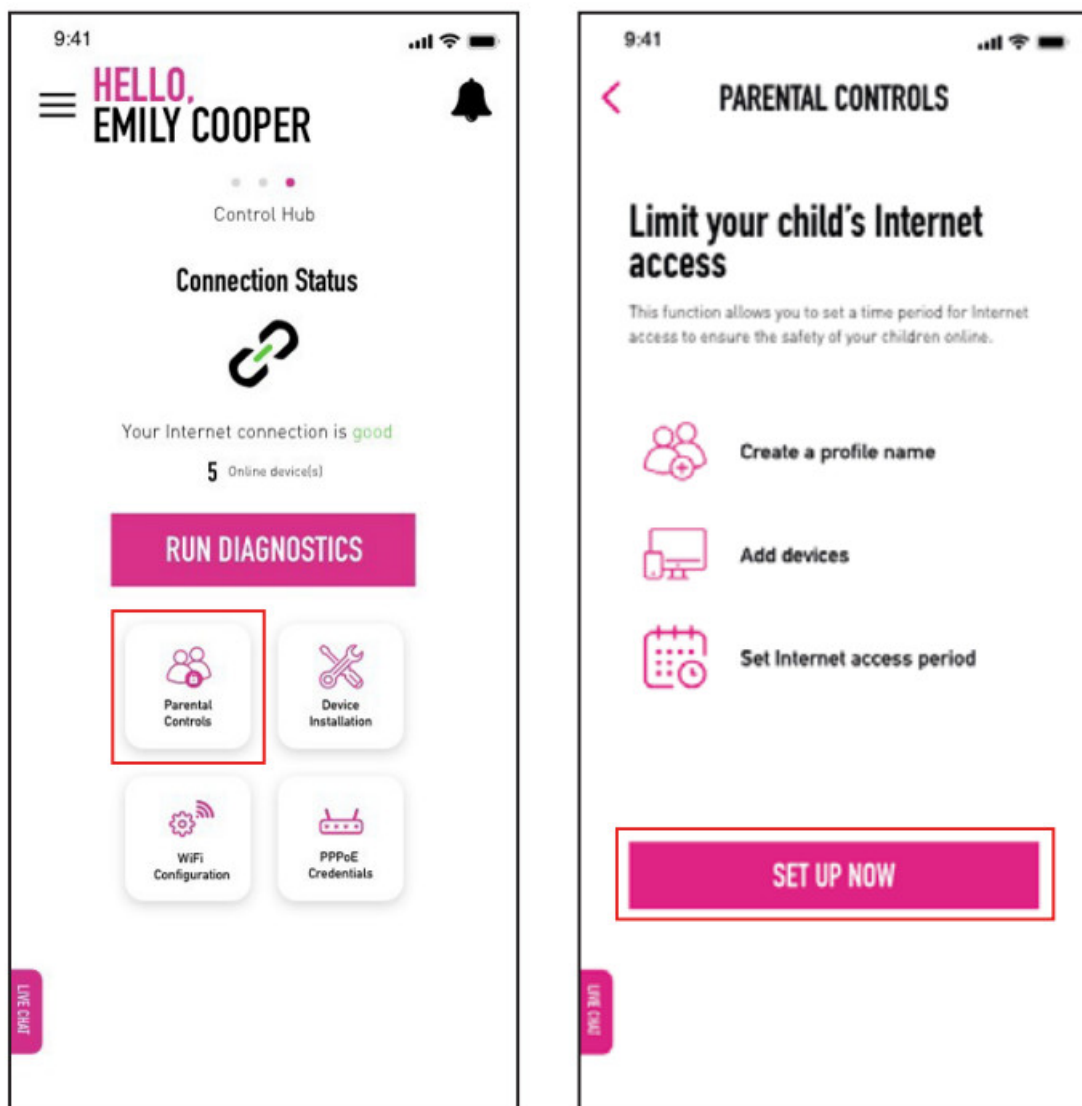 9:41
HELLO,
EMILY COOPER
Control Hub
Connection Status
Your Internet connection is good
5 Online device(s)
RUN DIAGNOSTICS
Parental
Controls
Device
Installation
WiFi
Configuration
PPPoE
Credentials
LIVE CHAT
9:41
PARENTAL CONTROLS
Limit your child's Internet
access
This function allows you to set a time period for Internet
access to ensure the safety of your children online.
Create a profile name
Add devices
Set Internet access period
SET UP NOW
LIVE CHAT